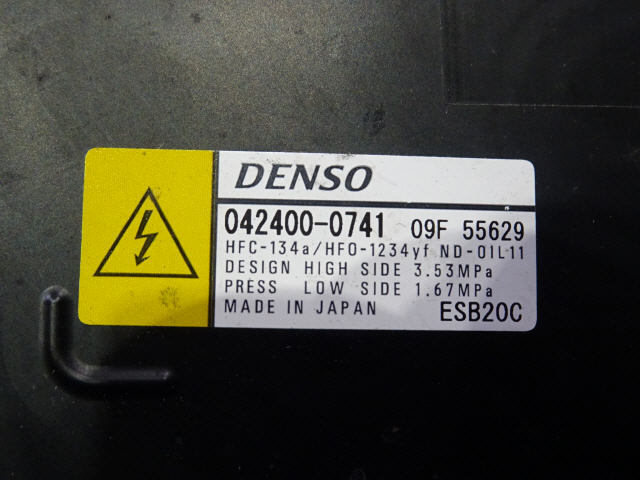 DENSO
042400-0741 09F 55629
HFC-134a/HFO-1234yf ND-OIL11
DESIGN HIGH SIDE 3.53MPa
PRESS LOW SIDE 1.67MPa
MADE IN JAPAN ESB20C